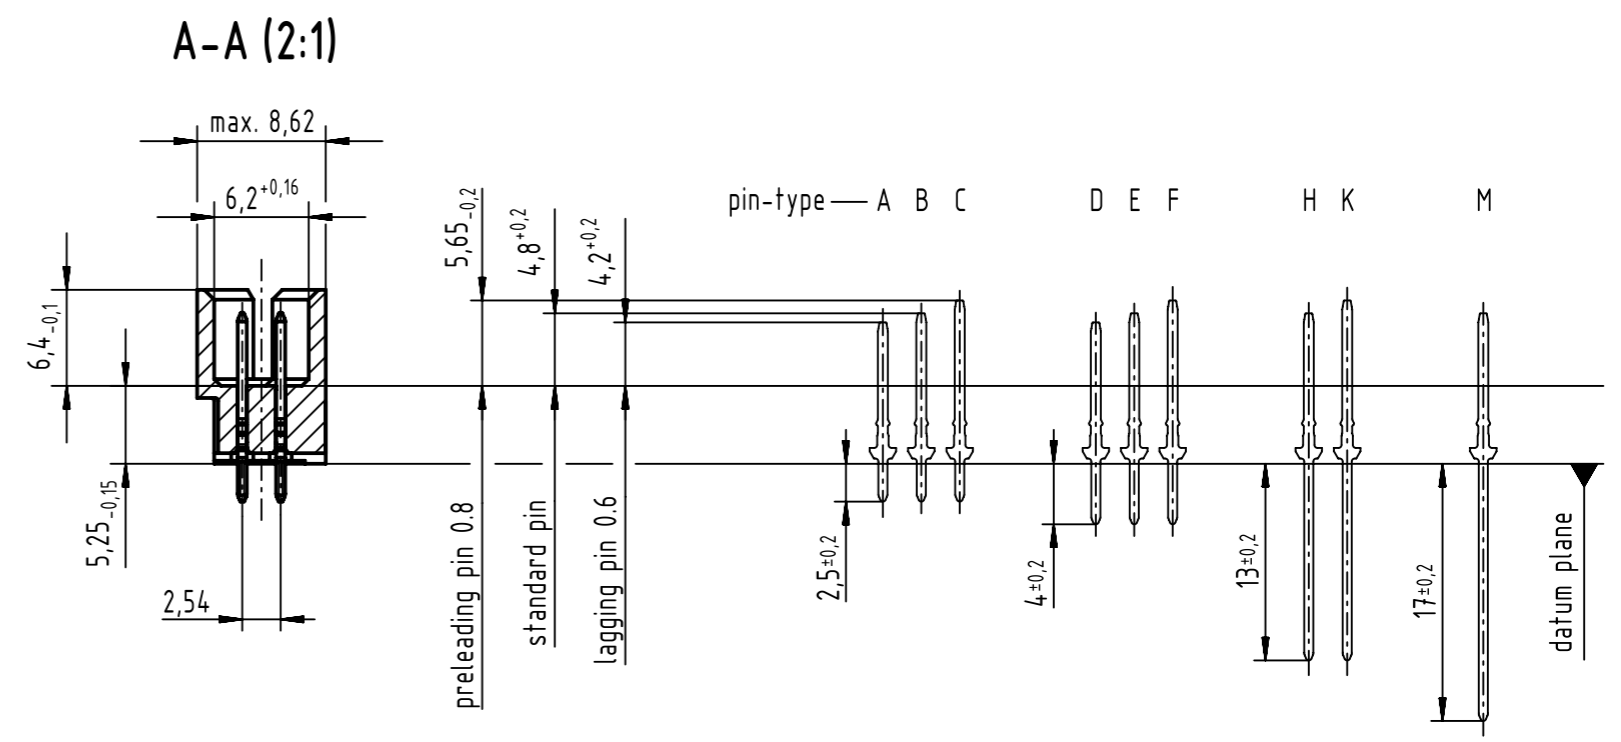 A-A (2:1)
max. 8,62
6,2+0,16
6,4-0,1
5,25-0,15
2,54
5,65-0,2
4,8+0,2
4,2+0,2
preleading pin 0.8
standard pin
lagging pin 0.6
pin-type A B C D E F H K M
2,5±0,2
4±0,2
13±0,2
17±0,2
datum plane